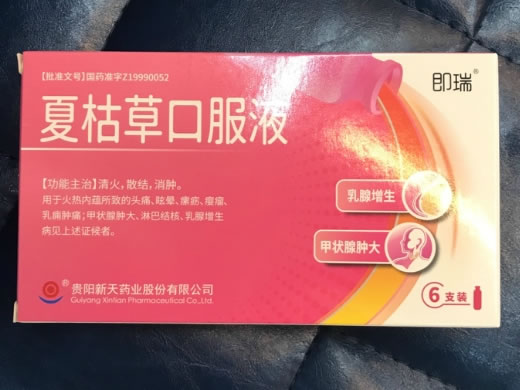 【批准文号】国药准字Z19990052
即瑞®
夏枯草口服液
【功能主治】清火,散结,消肿。
用于火热内蕴所致的头痛、眩晕、瘰疬、瘿瘤、
乳痈肿痛;甲状腺肿大、淋巴结核、乳腺增生
病见上述证候者。
乳腺增生
甲状腺肿大
®
贵阳新天药业股份有限公司
Guiyang Xintian Pharmaceutical Co.,Ltd.
6支装